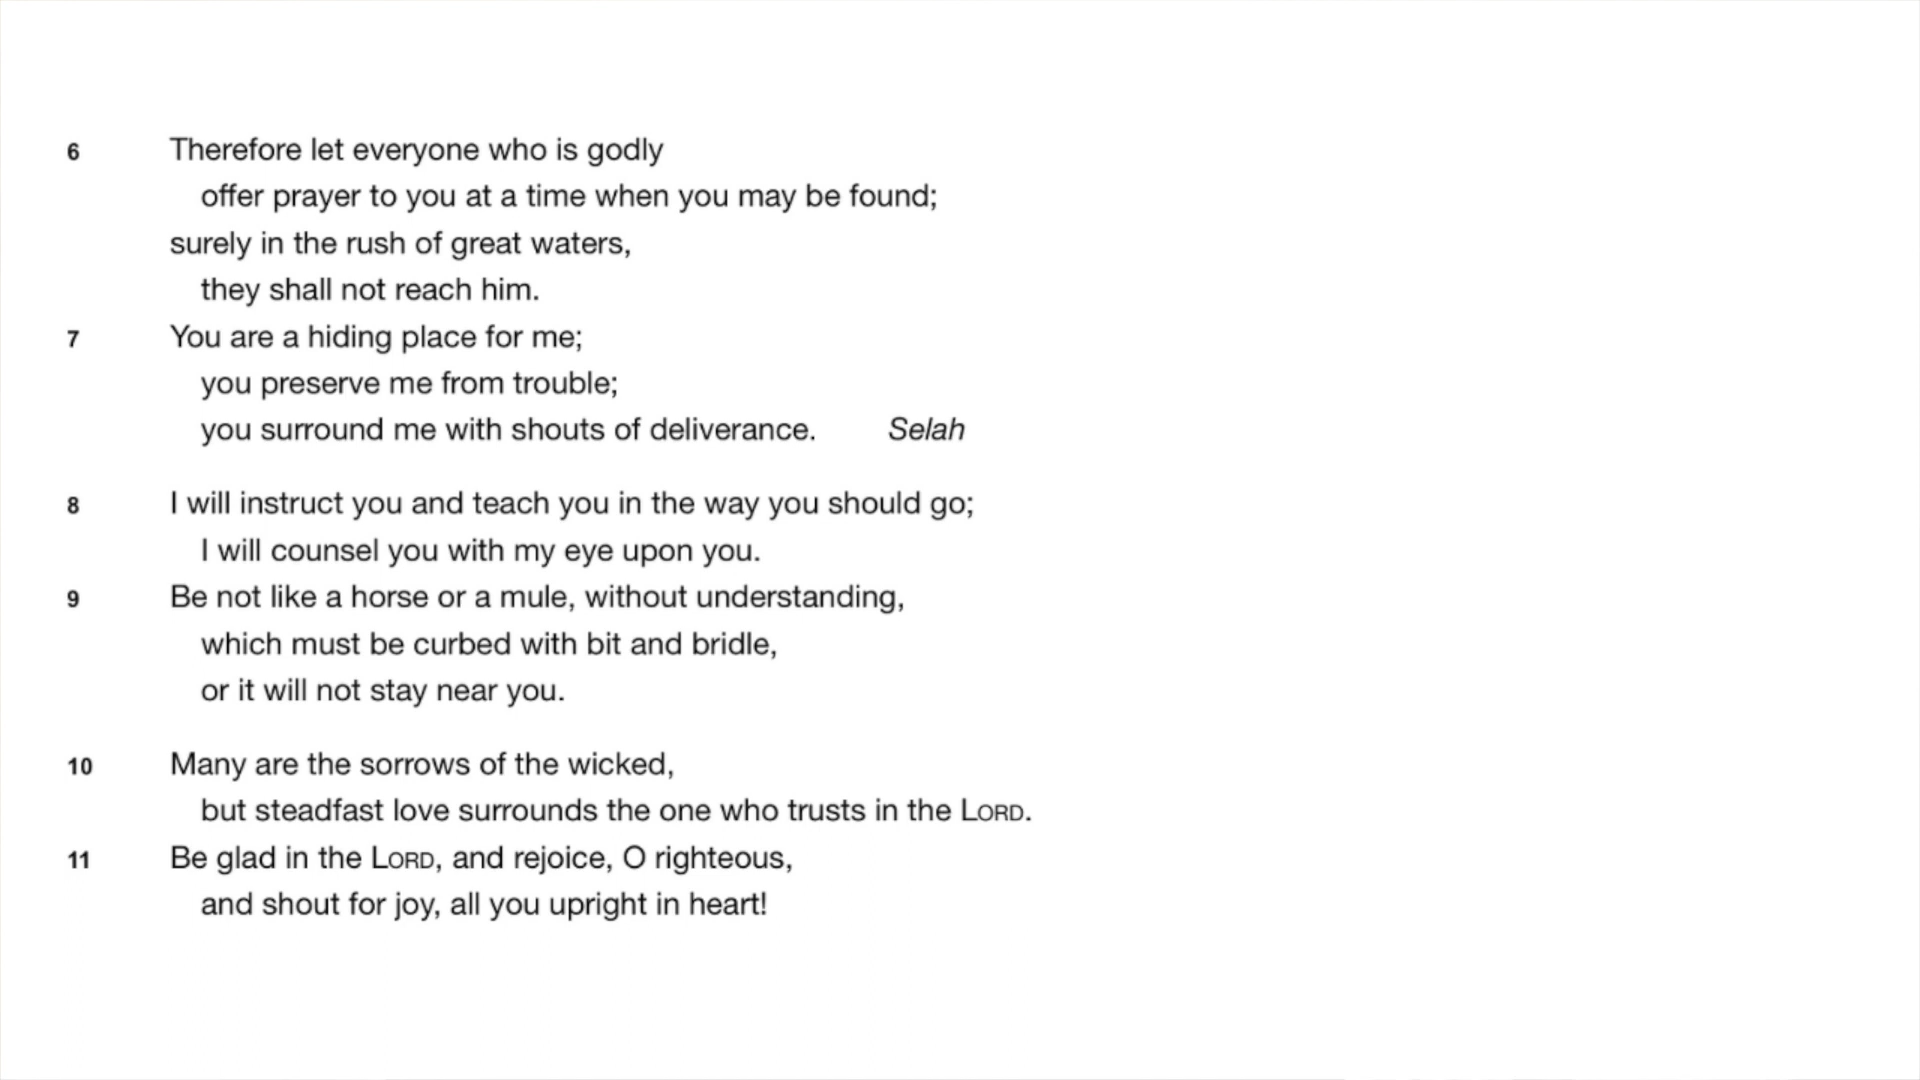 6 Therefore let everyone who is godly
offer prayer to you at a time when you may be found;
surely in the rush of great waters,
they shall not reach him.
7 You are a hiding place for me;
you preserve me from trouble;
you surround me with shouts of deliverance. Selah
8 I will instruct you and teach you in the way you should go;
I will counsel you with my eye upon you.
9 Be not like a horse or a mule, without understanding,
which must be curbed with bit and bridle,
or it will not stay near you.
10 Many are the sorrows of the wicked,
but steadfast love surrounds the one who trusts in the LORD.
11 Be glad in the LORD, and rejoice, O righteous,
and shout for joy, all you upright in heart!